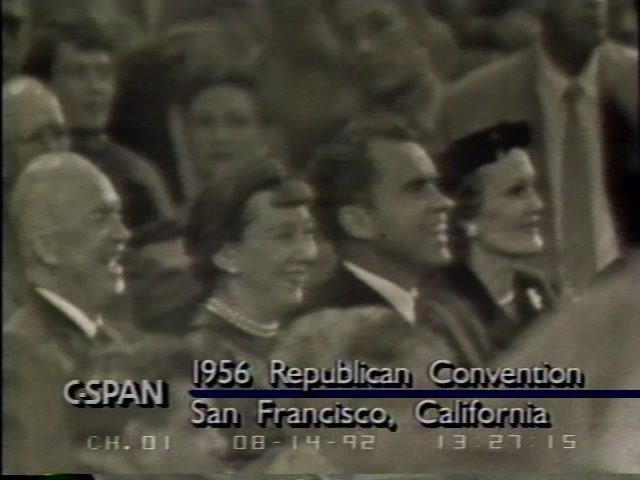 C-SPAN
1956 Republican Convention
San Francisco, California
CH.01 08-14-92 13:27:15